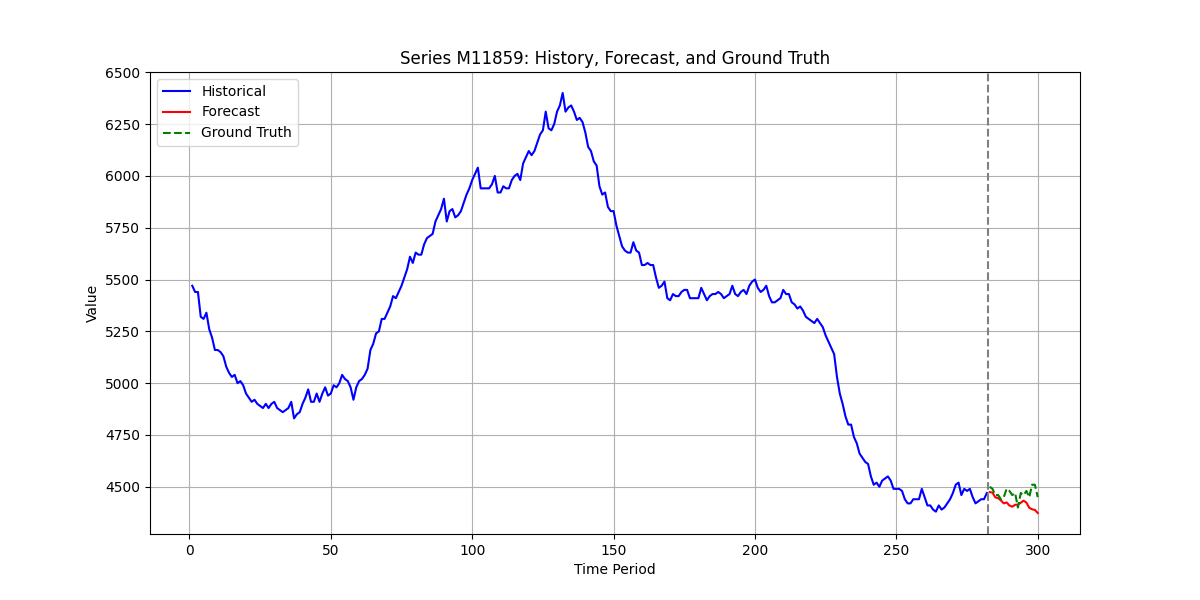 Series M11859: History, Forecast, and Ground Truth
Historical
Forecast
Ground Truth
6500
6250
6000
5750
5500
5250
5000
4750
4500
Value
0 50 100 150 200 250 300
Time Period